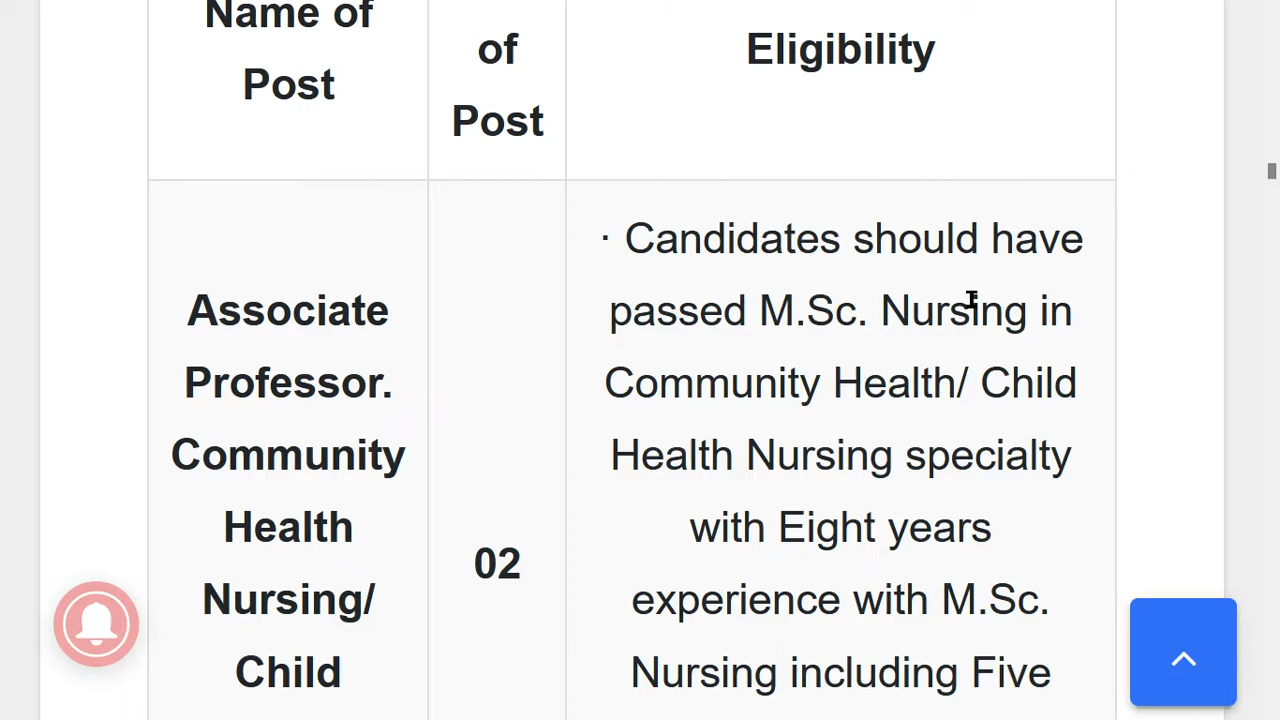 Name of
Post
of
Post
Eligibility
Associate
Professor.
Community
Health
Nursing/
Child
02
· Candidates should have
passed M.Sc. Nursing in
Community Health/ Child
Health Nursing specialty
with Eight years
experience with M.Sc.
Nursing including Five